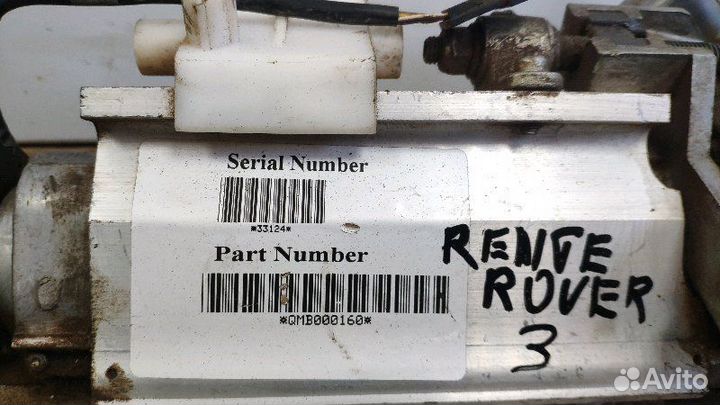 Serial Number
*33124*
Part Number
*QMB000160*
RENGE
ROVER
3
Avito